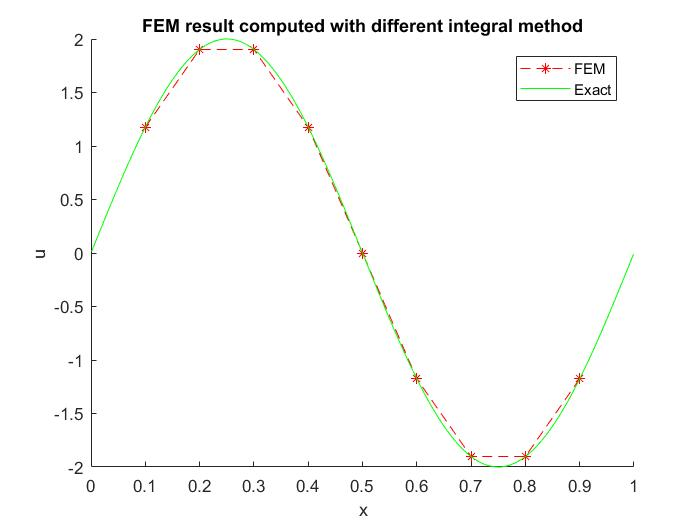 FEM result computed with different integral method
FEM
Exact
2
1.5
1
0.5
0
-0.5
-1
-1.5
-2
u
0 0.1 0.2 0.3 0.4 0.5 0.6 0.7 0.8 0.9 1
x